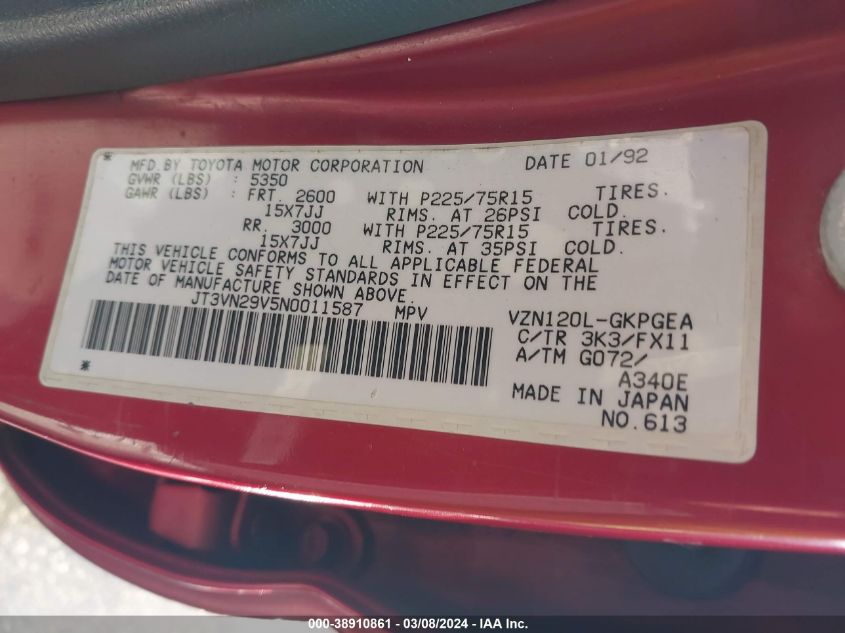 MFD. BY TOYOTA MOTOR CORPORATION DATE 01/92
GVWR (LBS) : 5350
GAWR (LBS) : FRT. 2600 WITH P225/75R15 TIRES.
15X7JJ RIMS. AT 26PSI COLD.
RR. 3000 WITH P225/75R15 TIRES.
15X7JJ RIMS. AT 35PSI COLD.
THIS VEHICLE CONFORMS TO ALL APPLICABLE FEDERAL
MOTOR VEHICLE SAFETY STANDARDS IN EFFECT ON THE
DATE OF MANUFACTURE SHOWN ABOVE.
JT3VN29V5N0011587 MPV VZN120L-GKPGEA
C/TR 3K3/FX11
A/TM G072/
A340E
MADE IN JAPAN
NO.613
000-38910861 - 03/08/2024 - IAA Inc.